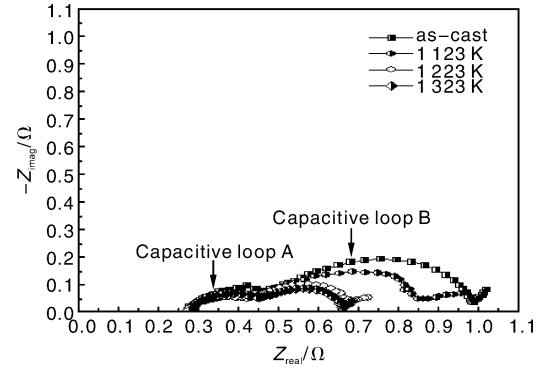 1.1
1.0
0.9
0.8
0.7
0.6
0.5
0.4
0.3
0.2
0.1
0.0
-Zimag/Ω
as-cast
1 123 K
1 223 K
1 323 K
Capacitive loop B
Capacitive loop A
0.0 0.1 0.2 0.3 0.4 0.5 0.6 0.7 0.8 0.9 1.0 1.1
Zreal/Ω